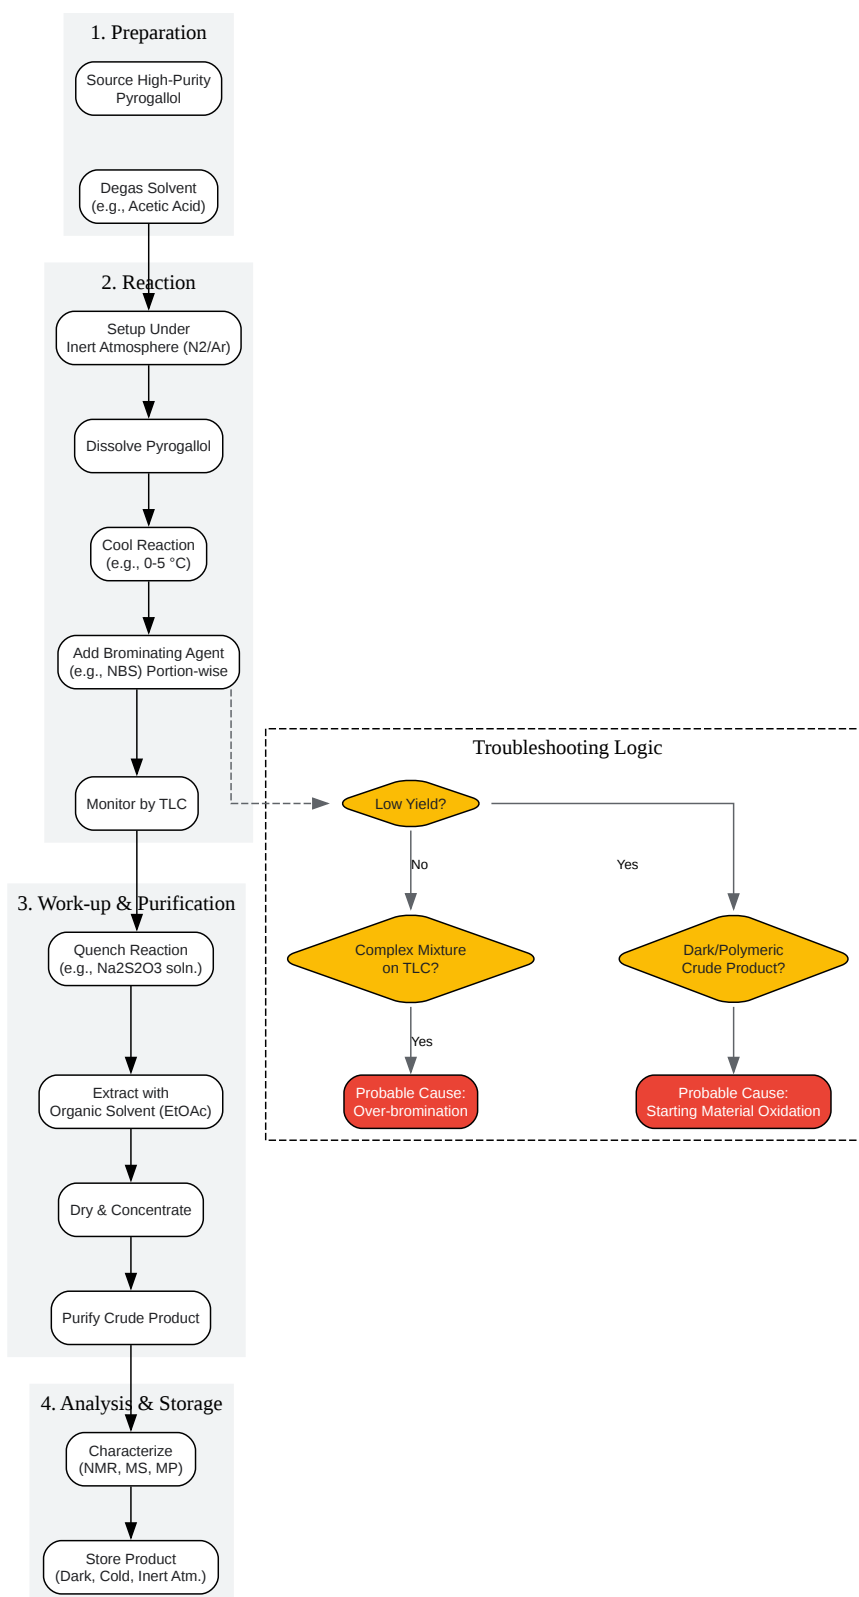 1. Preparation
Source High-Purity
Pyrogallol
Degas Solvent
(e.g., Acetic Acid)
2. Reaction
Setup Under
Inert Atmosphere (N2/Ar)
Dissolve Pyrogallol
Cool Reaction
(e.g., 0-5 °C)
Add Brominating Agent
(e.g., NBS) Portion-wise
Monitor by TLC
Troubleshooting Logic
Low Yield?
No
Yes
Complex Mixture
on TLC?
Dark/Polymeric
Crude Product?
Yes
Probable Cause:
Over-bromination
Probable Cause:
Starting Material Oxidation
3. Work-up & Purification
Quench Reaction
(e.g., Na2S2O3 soln.)
Extract with
Organic Solvent (EtOAc)
Dry & Concentrate
Purify Crude Product
4. Analysis & Storage
Characterize
(NMR, MS, MP)
Store Product
(Dark, Cold, Inert Atm.)